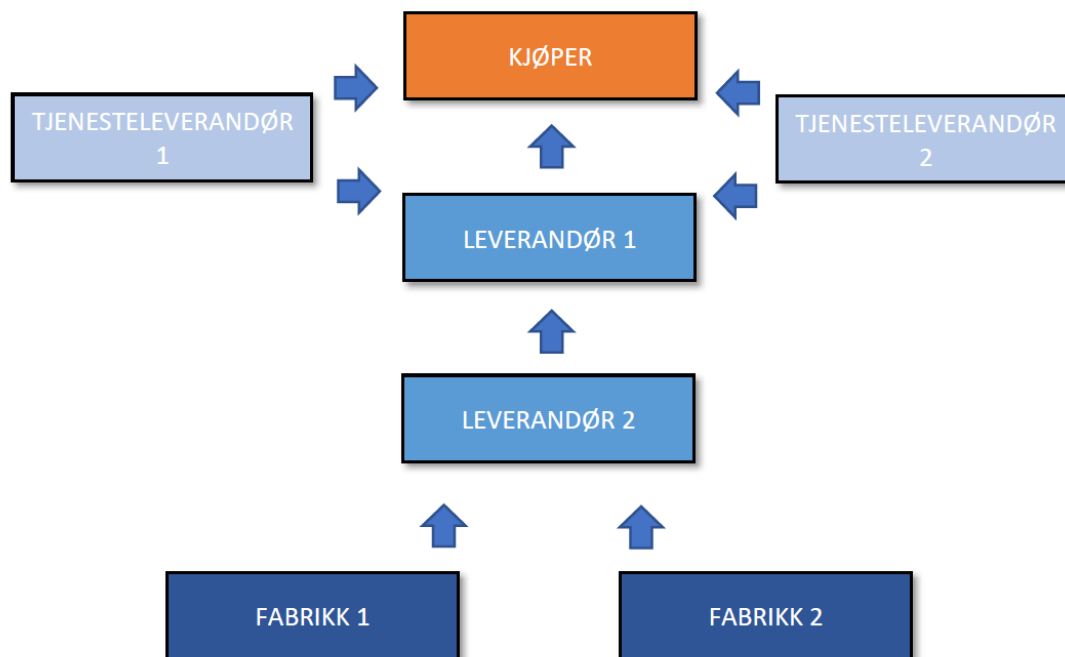 KJØPER
TJENESTELEVERANDØR
1
TJENESTELEVERANDØR
2
LEVERANDØR 1
LEVERANDØR 2
FABRIKK 1
FABRIKK 2